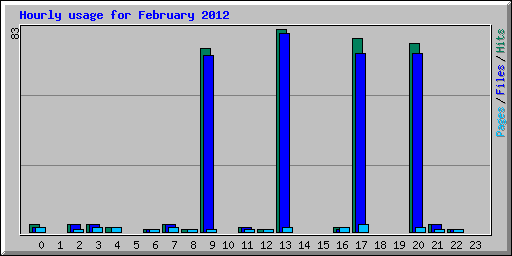 Hourly usage for February 2012
83
Pages/Files/Hits
0 1 2 3 4 5 6 7 8 9 10 11 12 13 14 15 16 17 18 19 20 21 22 23